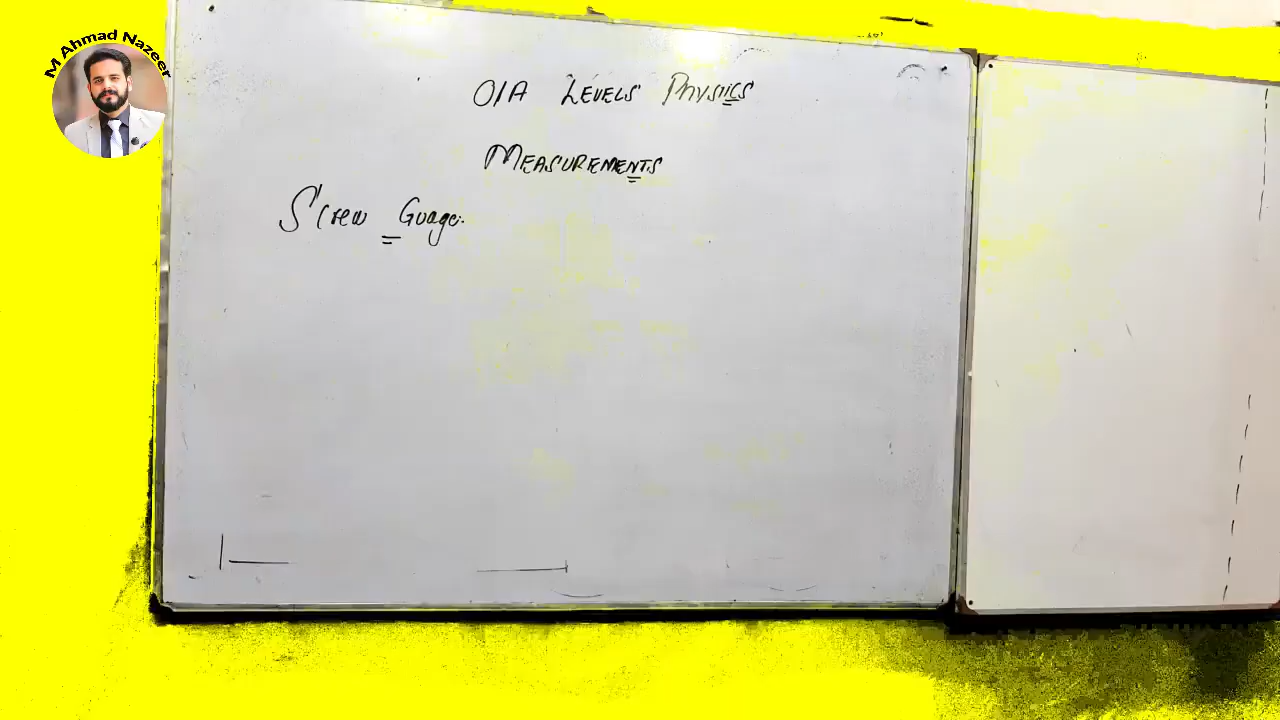 M Ahmad Nazeer
O/A LEVELS PHYSICS
MEASUREMENTS
Screw Guage.